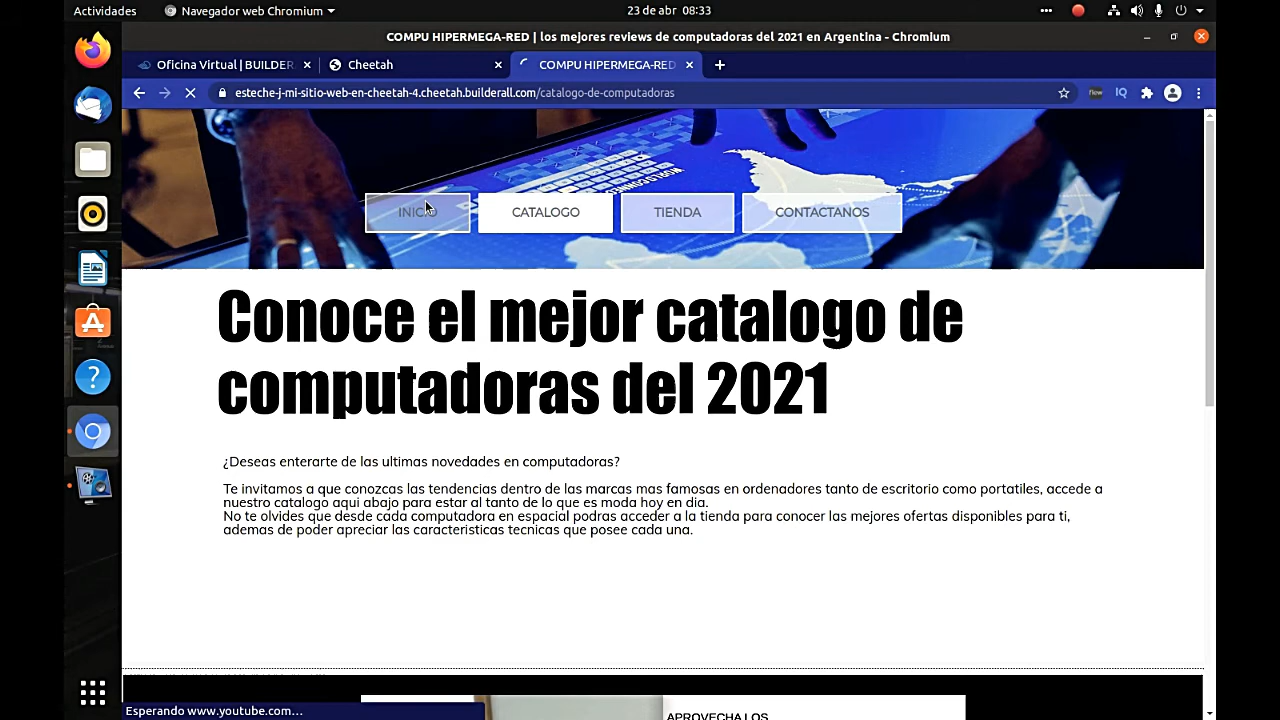 Actividades
Navegador web Chromium
23 de abr 08:33
COMPU HIPERMEGA-RED | los mejores reviews de computadoras del 2021 en Argentina - Chromium
Oficina Virtual | BUILDER
Cheetah
COMPU HIPERMEGA-RED
esteche-j-mi-sitio-web-en-cheetah-4.cheetah.builderall.com/catalogo-de-computadoras
INICIO
CATALOGO
TIENDA
CONTACTANOS
Conoce el mejor catalogo de
computadoras del 2021
¿Deseas enterarte de las ultimas novedades en computadoras?
Te invitamos a que conozcas las tendencias dentro de las marcas mas famosas en ordenadores tanto de escritorio como portatiles, accede a
nuestro catalogo aqui abajo para estar al tanto de lo que es moda hoy en dia.
No te olvides que desde cada computadora en espacial podras acceder a la tienda para conocer las mejores ofertas disponibles para ti,
ademas de poder apreciar las caracteristicas tecnicas que posee cada una.
APROVECHA LOS
Esperando www.youtube.com...